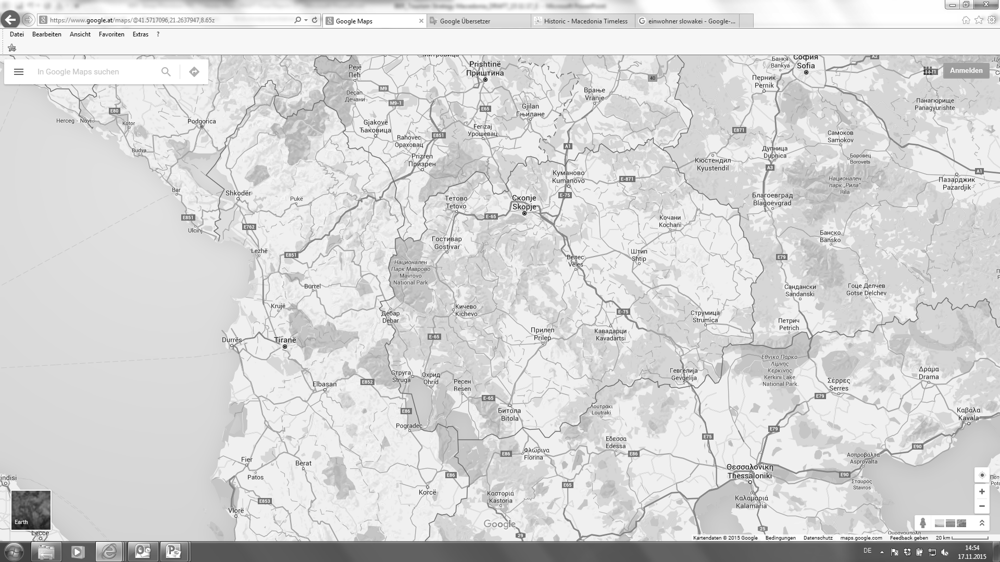 https://www.google.at/maps/@41.5717096,21.2637947,8.65z
Google Maps
Google Übersetzer
Historic - Macedonia Timeless
einwohner slowakei - Google-...
Datei
Bearbeiten
Ansicht
Favoriten
Extras
?
In Google Maps suchen
Anmelden
Митровица
Prishtinë
Приштина
Pejë
Пећ
Deçan
Дечани
M9
M9-1
E65
Gjilan
Гњилане
Врање
Vranje
40
Банкя
Bankya
София
Sofia
A2
Перник
Pernik
Панагюрище
Panagyurishte
E80
Herceg - Novi
Kotor
Podgorica
Gjakovë
Ђаковица
Rahovec
Ораховац
E851
Ferizaj
Урошевац
A1
E871
Самоков
Samokov
Боровец
Borovets
Дупница
Dupnica
Budva
Prizren
Призрен
Куманово
Kumanovo
E-871
Кюстендил
Kyustendil
A3
Национален
парк „Рила"
Rila
A1
Пазарджик
Pazardjik
Bar
Shkodër
Pukë
Тетово
Tetovo
Скопје
Skopje
E-75
Благоевград
Blagoevgrad
E851
Ulcinj
E762
E-65
Кочани
Kochani
Банско
Bansko
Lezhë
E851
Гостивар
Gostivar
Национален
Парк Маврово
Mavrovo
National Park
Велес
Veles
Штип
Shtip
E79
Burrel
Krujë
Дебар
Debar
Кичево
Kichevo
E-75
Струмица
Strumica
Сандански
Sandanski
Гоце Делчев
Gotse Delchev
Петрич
Petrich
Durrës
Tiranë
E-65
Прилеп
Prilep
Кавадарци
Kavadartsi
Εθνικό Πάρκο
Λίμνης
Κερκίνης
Kerkini Lake
National Park
Струга
Struga
Охрид
Ohrid
Ресен
Resen
Гевгелија
Gevgelija
Δράμα
Drama
Σέρρες
Serres
Elbasan
E852
E-65
E79
E86
Битола
Bitola
Λουτράκι
Loutraki
Καβάλα
Kavala
Pogradec
E75
E79
Φλώρινα
Florina
E86
Έδεσσα
Edessa
E86
E90
Fier
Patos
Berat
E86
Θεσσαλονίκη
Thessaloniki
Ασπροβάλτα
Asprovalta
E90
Σταυρός
Stavros
indisi
Korcë
E65
Καστοριά
Kastoria
Καλαμαριά
Kalamaria
E853
Vlorë
Earth
Lecce
Google
29
25
Kartendaten © 2015 Google
Bedingungen
Datenschutz
maps.google.com
Feedback geben
20 km
DE
14:54
17.11.2015